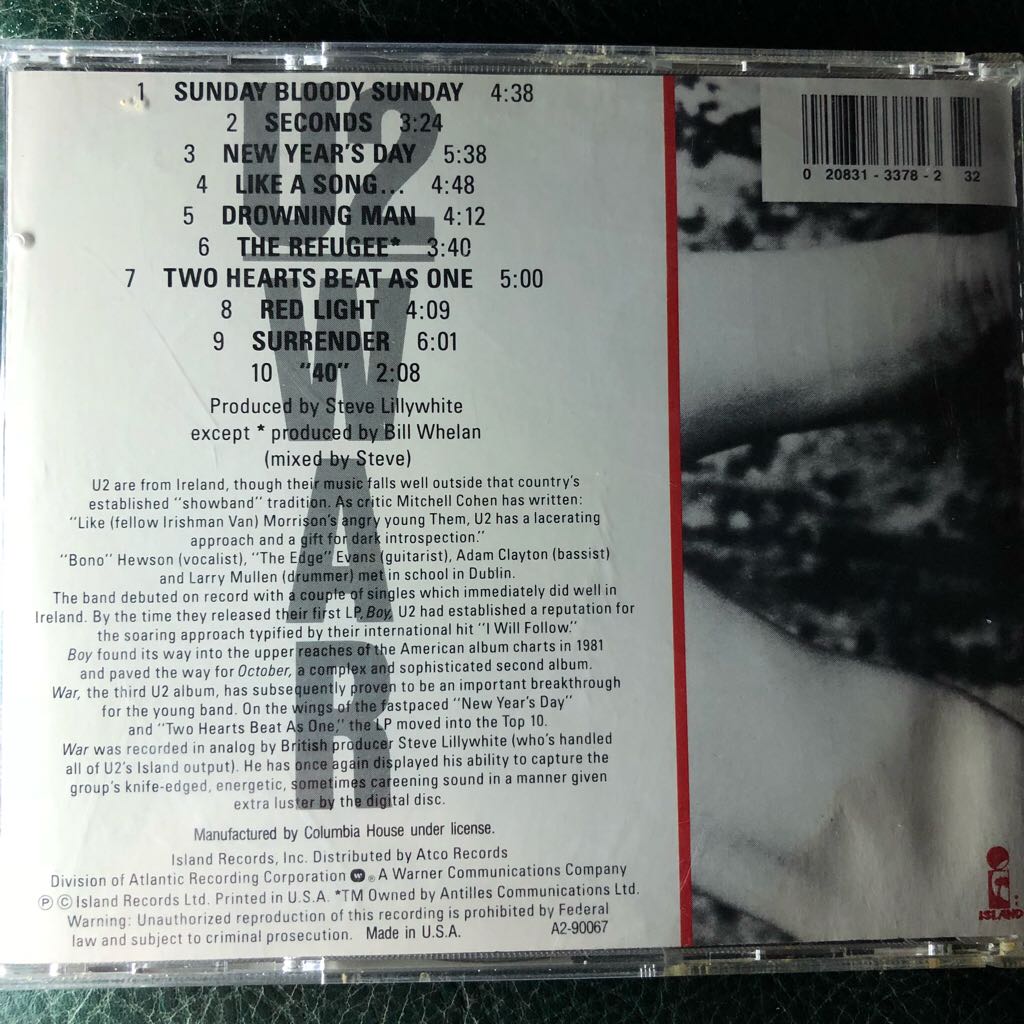 1 SUNDAY BLOODY SUNDAY 4:38
2 SECONDS 3:24
3 NEW YEAR'S DAY 5:38
4 LIKE A SONG... 4:48
5 DROWNING MAN 4:12
6 THE REFUGEE* 3:40
7 TWO HEARTS BEAT AS ONE 5:00
8 RED LIGHT 4:09
9 SURRENDER 6:01
10 "40" 2:08
U2
WAR
Produced by Steve Lillywhite
except * produced by Bill Whelan
(mixed by Steve)
U2 are from Ireland, though their music falls well outside that country's
established "showband" tradition. As critic Mitchell Cohen has written:
"Like (fellow Irishman Van) Morrison's angry young Them, U2 has a lacerating
approach and a gift for dark introspection."
"Bono" Hewson (vocalist), "The Edge" Evans (guitarist), Adam Clayton (bassist)
and Larry Mullen (drummer) met in school in Dublin.
The band debuted on record with a couple of singles which immediately did well in
Ireland. By the time they released their first LP, Boy, U2 had established a reputation for
the soaring approach typified by their international hit "I Will Follow."
Boy found its way into the upper reaches of the American album charts in 1981
and paved the way for October, a complex and sophisticated second album.
War, the third U2 album, has subsequently proven to be an important breakthrough
for the young band. On the wings of the fastpaced "New Year's Day"
and "Two Hearts Beat As One," the LP moved into the Top 10.
War was recorded in analog by British producer Steve Lillywhite (who's handled
all of U2's Island output). He has once again displayed his ability to capture the
group's knife-edged, energetic, sometimes careening sound in a manner given
extra luster by the digital disc.
Manufactured by Columbia House under license.
Island Records, Inc. Distributed by Atco Records
Division of Atlantic Recording Corporation W ® A Warner Communications Company
℗ © Island Records Ltd. Printed in U.S.A. *TM Owned by Antilles Communications Ltd.
Warning: Unauthorized reproduction of this recording is prohibited by Federal
law and subject to criminal prosecution. Made in U.S.A. A2-90067
0 20831-3378-2 32
ISLAND